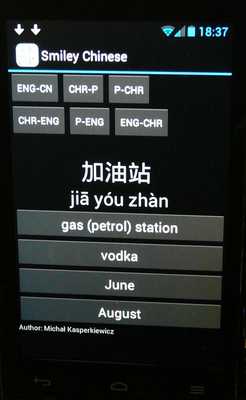 18:37
Smiley Chinese
ENG-CN CHR-P P-CHR
CHR-ENG P-ENG ENG-CHR
加油站
jiā yóu zhàn
gas (petrol) station
vodka
June
August
Author: Michał Kasperkiewicz